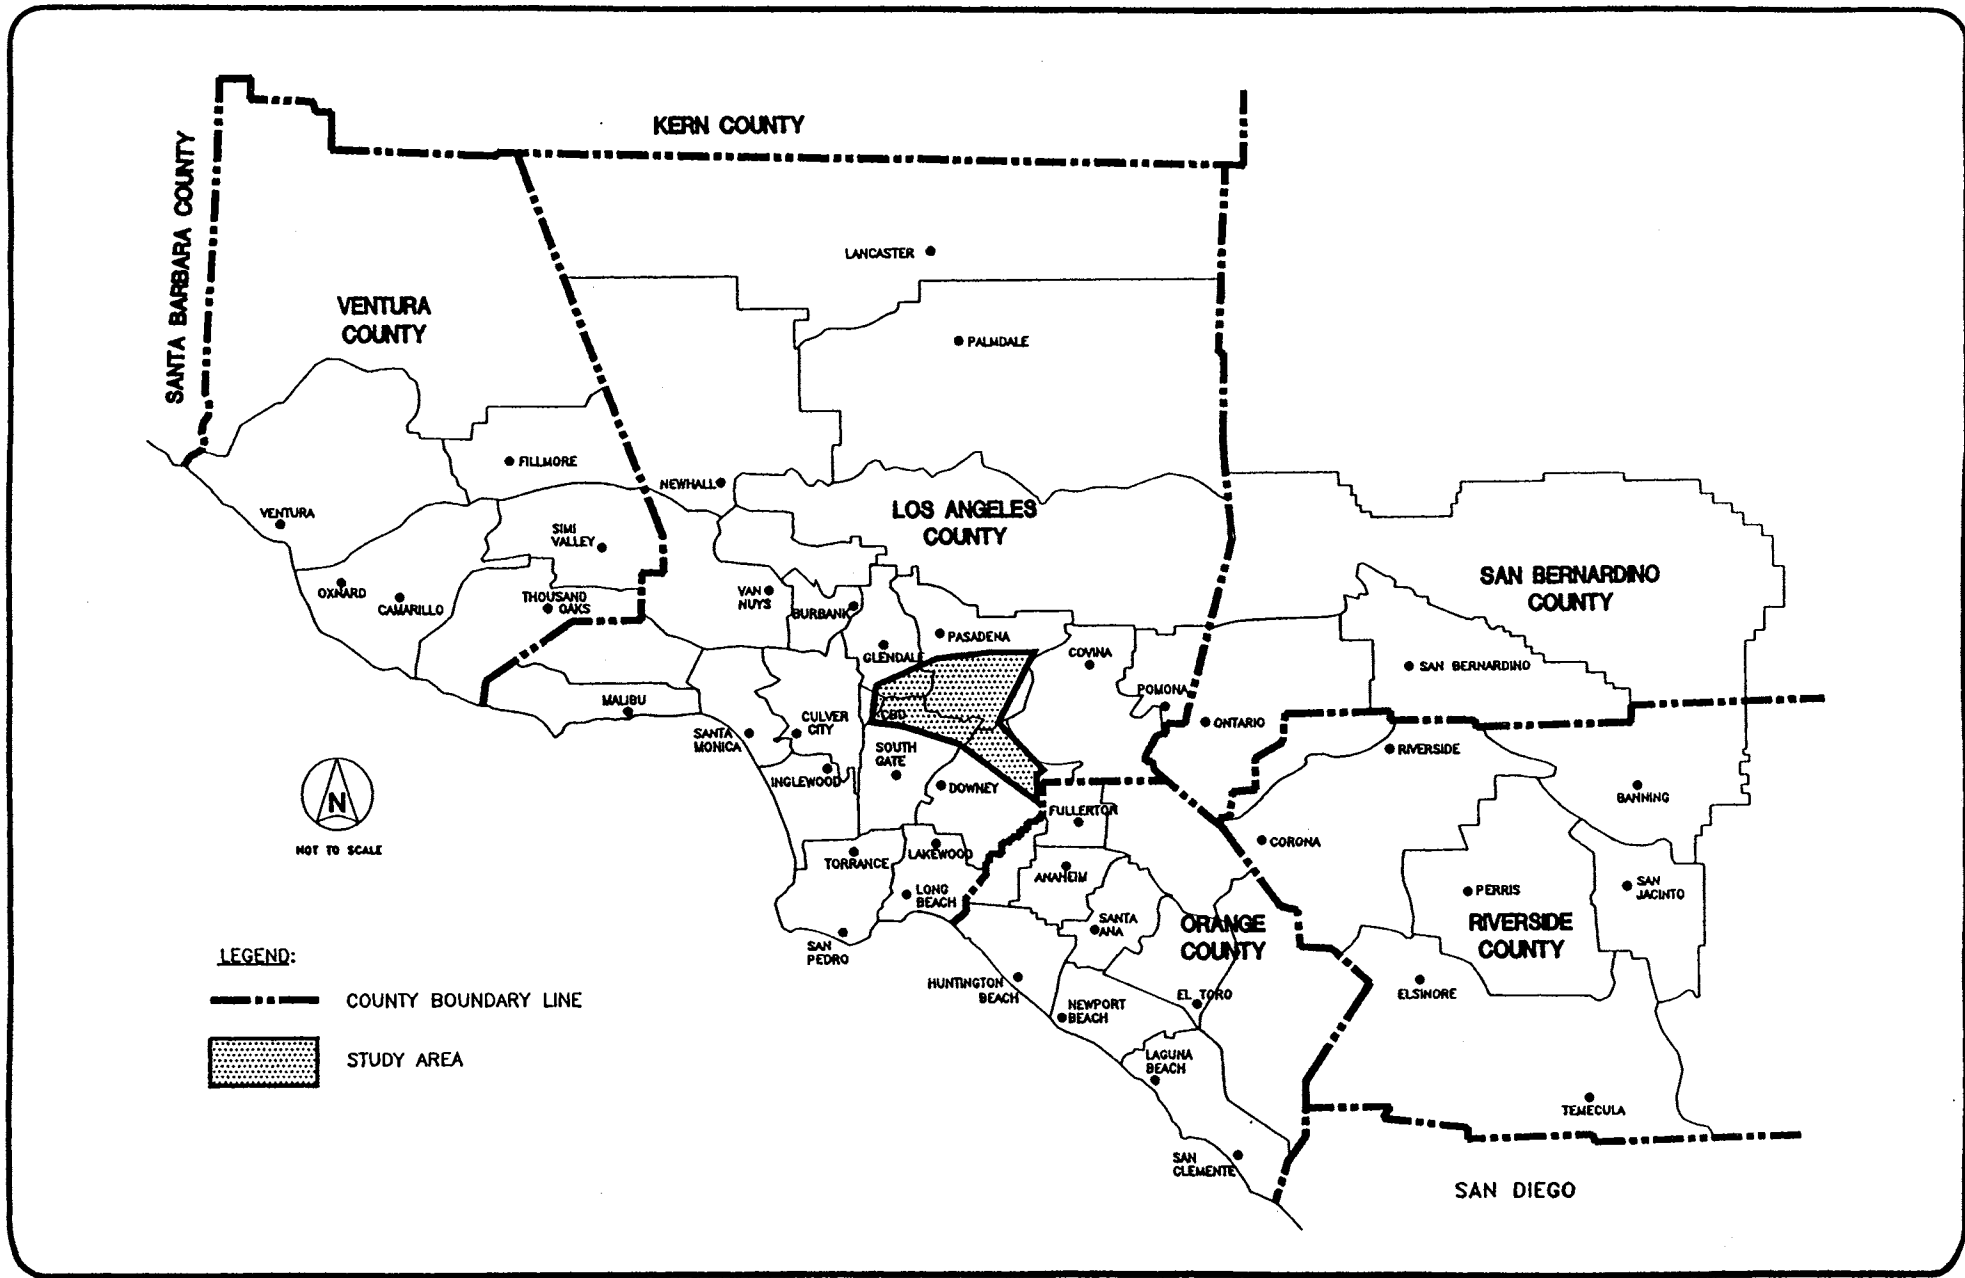 KERN COUNTY
SANTA BARBARA COUNTY
LANCASTER
VENTURA
COUNTY
PALMDALE
FILLMORE
NEWHALL
LOS ANGELES
COUNTY
VENTURA
SIMI
VALLEY
SAN BERNARDINO
COUNTY
OXNARD
CAMARILLO
THOUSAND
OAKS
VAN
NUYS
BURBANK
PASADENA
GLENDALE
COVINA
SAN BERNARDINO
POMONA
MALIBU
CULVER
CITY
CBD
ONTARIO
SANTA
MONICA
SOUTH
GATE
RIVERSIDE
INGLEWOOD
DOWNEY
BANNING
N
FULLERTON
NOT TO SCALE
CORONA
TORRANCE
LAKEWOOD
ANAHEIM
LONG
BEACH
PERRIS
SAN
JACINTO
SANTA
ANA
ORANGE
COUNTY
RIVERSIDE
COUNTY
SAN
PEDRO
LEGEND:
HUNTINGTON
BEACH
EL TORO
ELSINORE
COUNTY BOUNDARY LINE
NEWPORT
BEACH
STUDY AREA
LAGUNA
BEACH
TEMECULA
SAN
CLEMENTE
SAN DIEGO